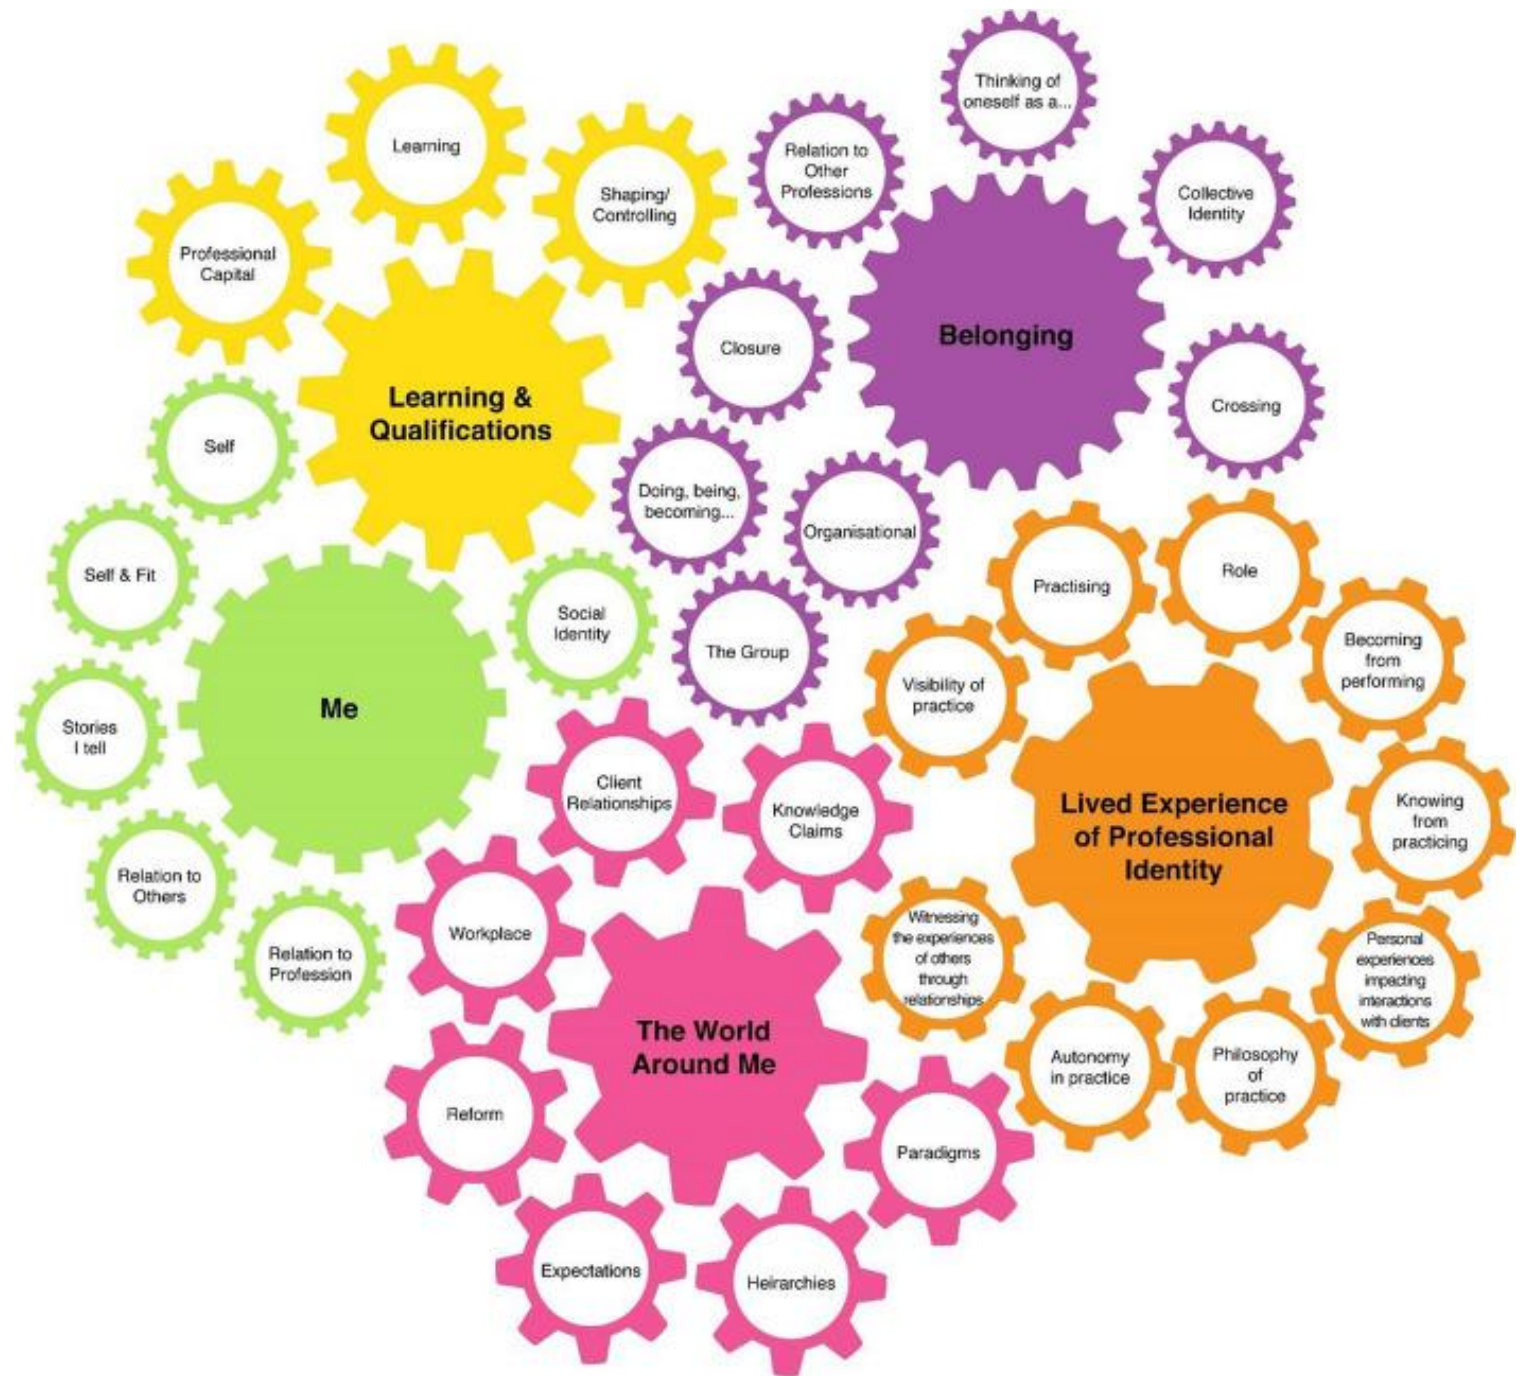 Learning
Shaping/
Controlling
Professional
Capital
Learning &
Qualifications
Thinking of
oneself as a...
Relation to
Other
Professions
Collective
Identity
Belonging
Closure
Crossing
Doing, being,
becoming...
Organisational
The Group
Self
Self & Fit
Social
Identity
Me
Stories
I tell
Relation to
Others
Relation to
Profession
Practising
Role
Visibility of
practice
Becoming
from
performing
Lived Experience
of Professional
Identity
Knowing
from
practicing
Witnessing
the experiences
of others
through
relationships
Personal
experiences
impacting
interactions
with clients
Autonomy
in practice
Philosophy
of
practice
Client
Relationships
Knowledge
Claims
Workplace
The World
Around Me
Reform
Paradigms
Expectations
Heirarchies